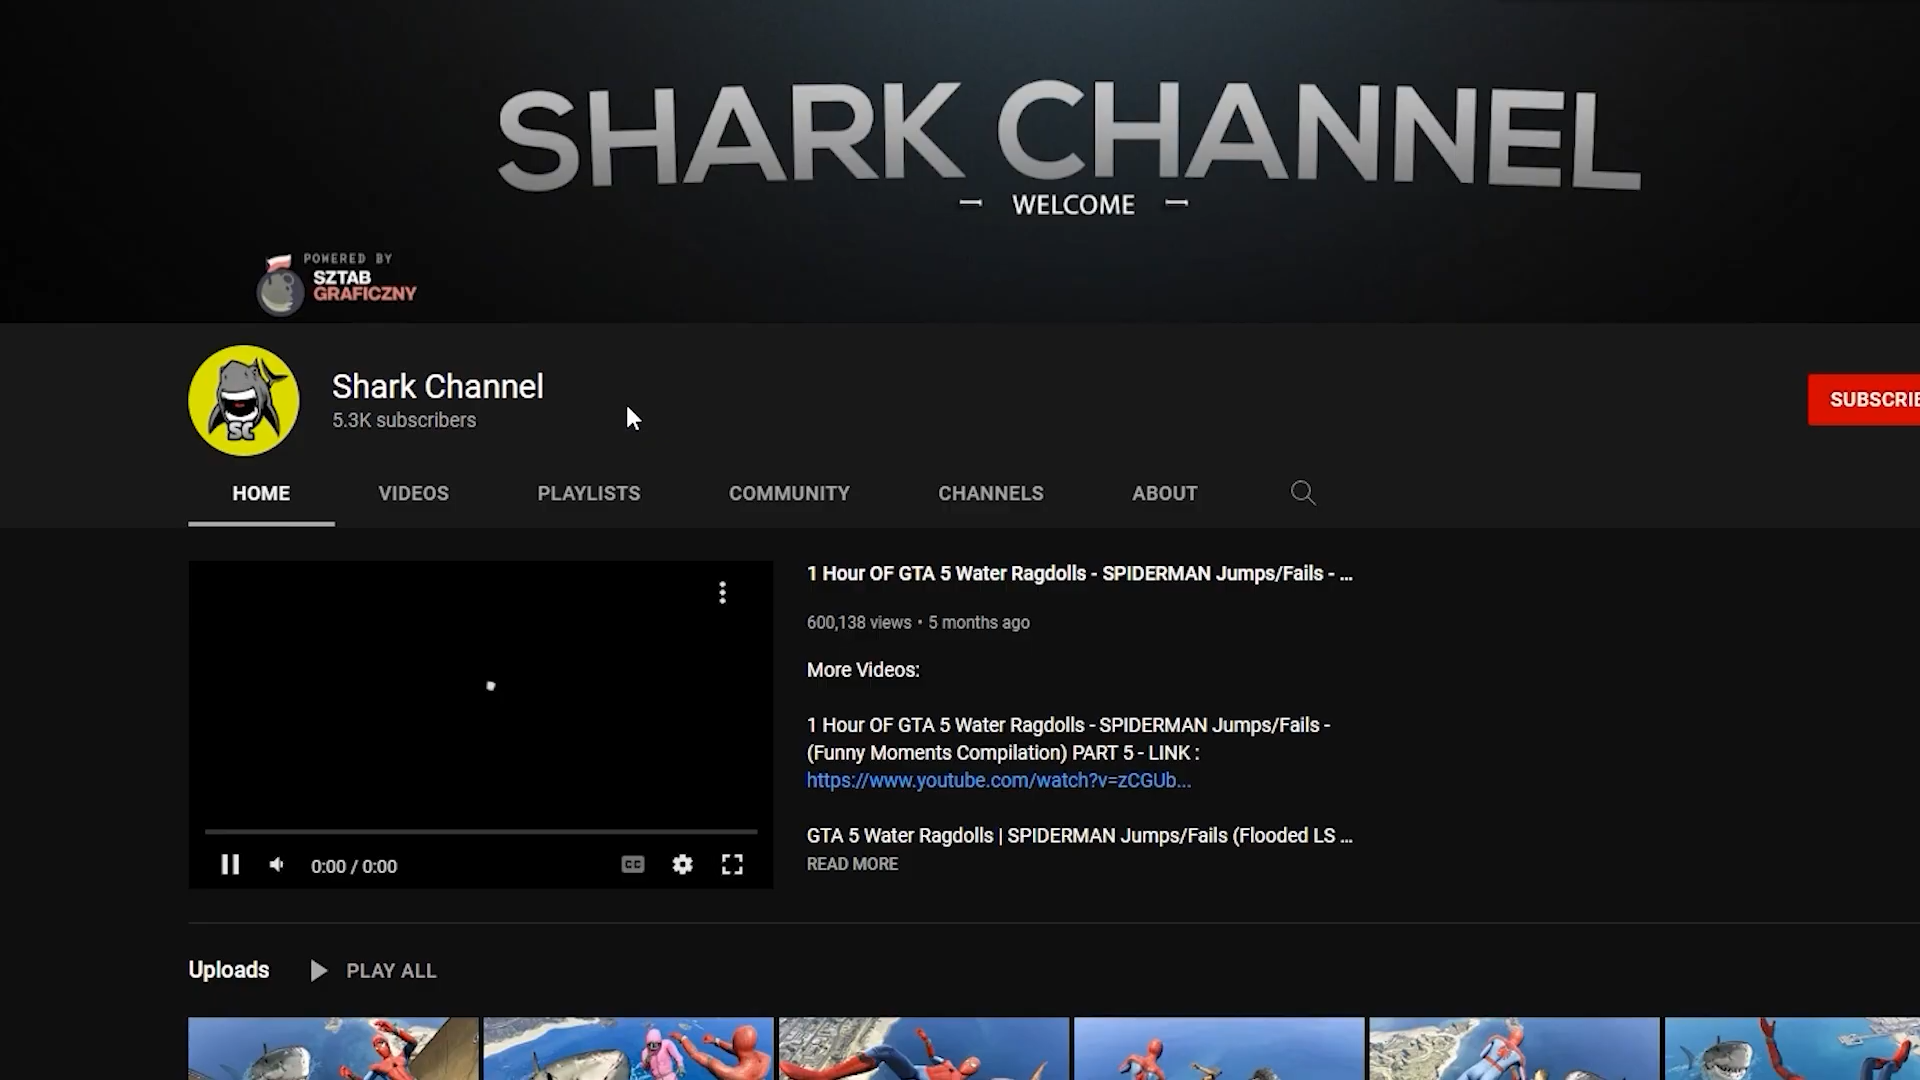 SHARK CHANNEL
WELCOME
POWERED BY
SZTAB
GRAFICZNY
SC
Shark Channel
5.3K subscribers
HOME
VIDEOS
PLAYLISTS
COMMUNITY
CHANNELS
ABOUT
1 Hour OF GTA 5 Water Ragdolls - SPIDERMAN Jumps/Fails - ...
600,138 views • 5 months ago
More Videos:
1 Hour OF GTA 5 Water Ragdolls - SPIDERMAN Jumps/Fails -
(Funny Moments Compilation) PART 5 - LINK :
https://www.youtube.com/watch?v=zCGUb...
GTA 5 Water Ragdolls | SPIDERMAN Jumps/Fails (Flooded LS ...
READ MORE
CC
0:00 / 0:00
Uploads
PLAY ALL